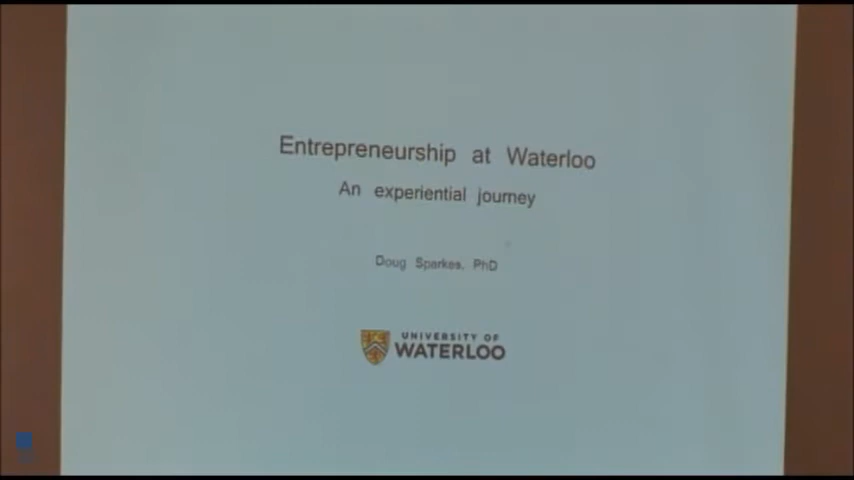 Entrepreneurship at Waterloo
An experiential journey
Doug Sparkes, PhD
UNIVERSITY OF
WATERLOO